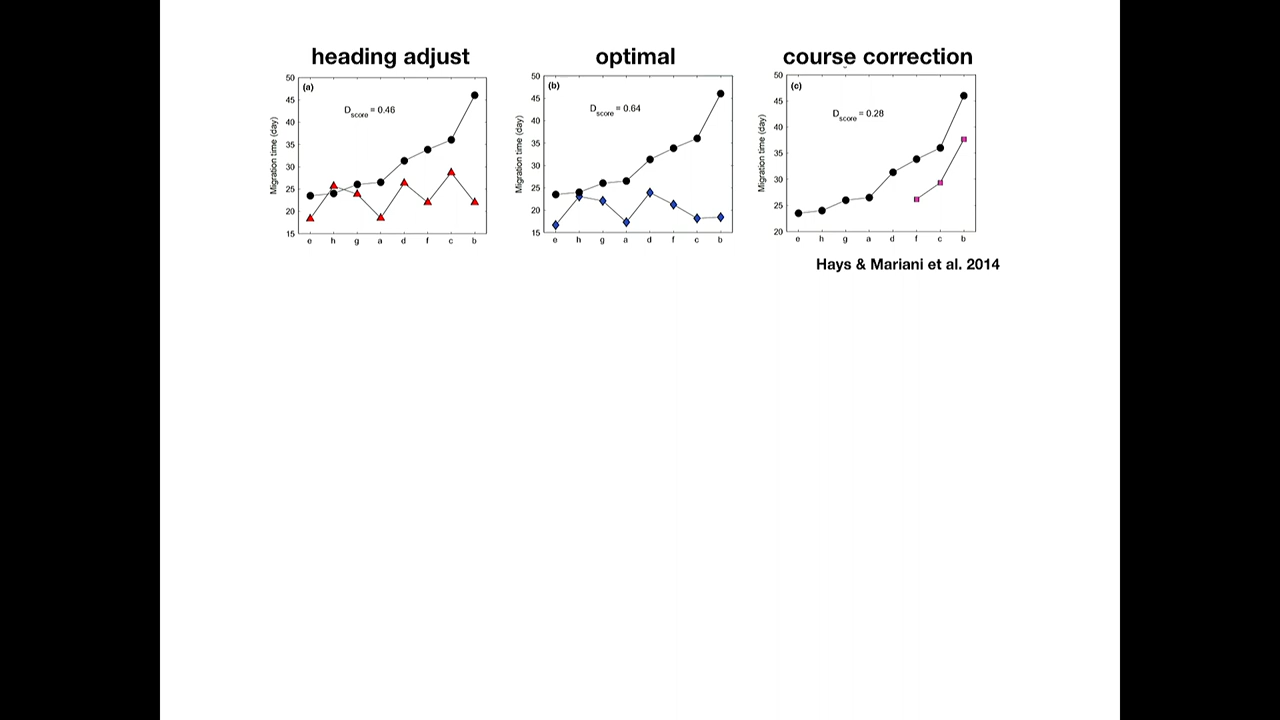 heading adjust
optimal
course correction
(a)
D score = 0.46
Migration time (day)
50
45
40
35
30
25
20
15
e h g a d f c b
(b)
D score = 0.64
Migration time (day)
50
45
40
35
30
25
20
15
e h g a d f c b
(c)
D score = 0.28
Migration time (day)
50
45
40
35
30
25
20
e h g a d f c b
Hays & Mariani et al. 2014